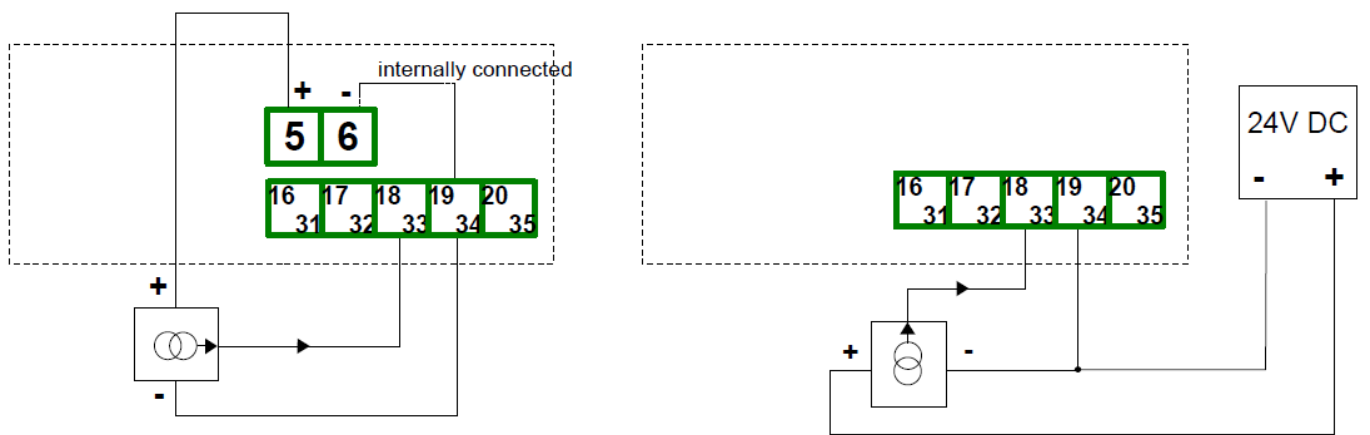 internally connected
+ -
5 6
16 17 18 19 20
31 32 33 34 35
+
-
24V DC
- +
16 17 18 19 20
31 32 33 34 35
+ -